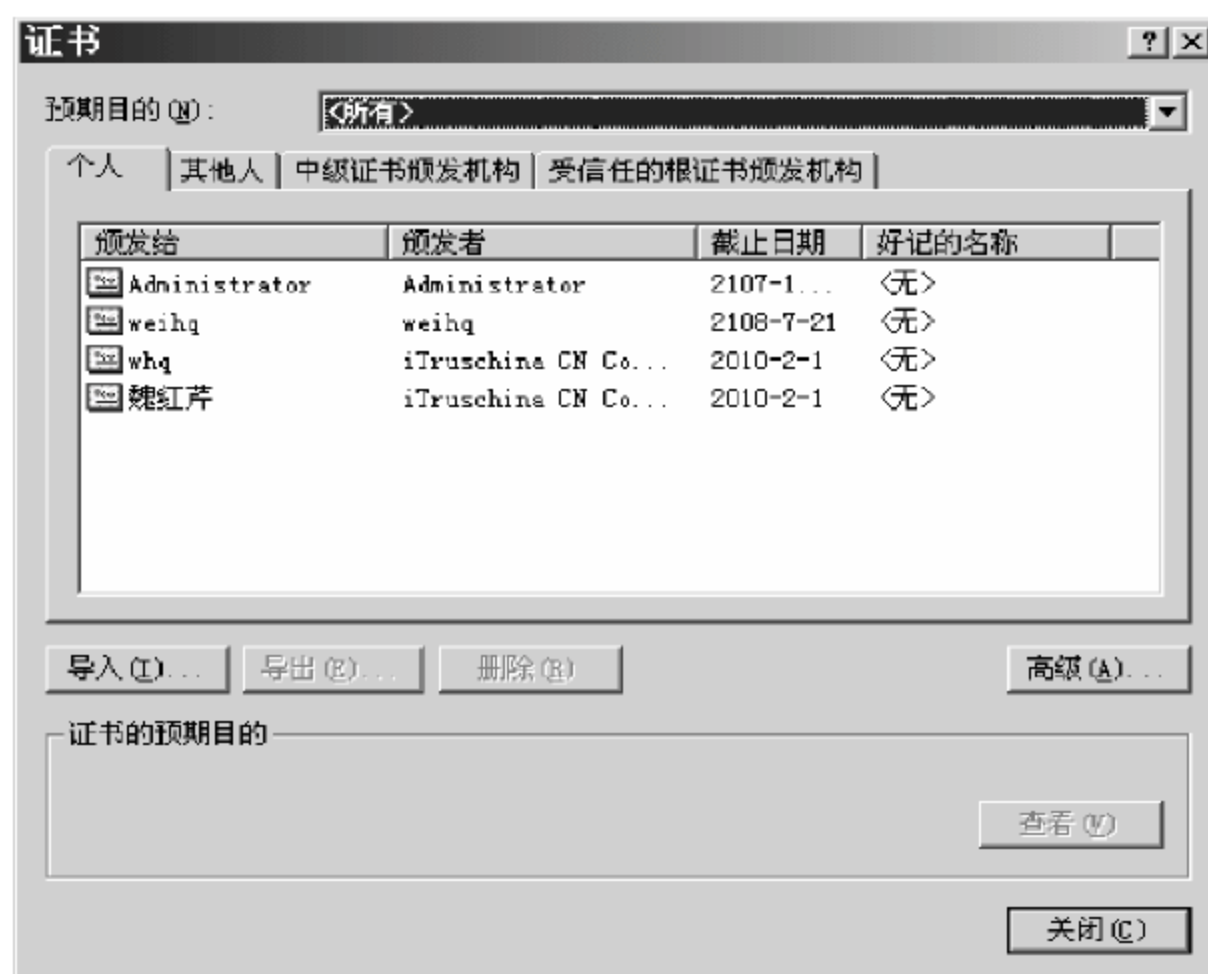 证书
预期目的(N): <所有>
个人 其他人 中级证书颁发机构 受信任的根证书颁发机构
颁发给 颁发者 截止日期 好记的名称
Administrator Administrator 2107-1... <无>
weihq weihq 2108-7-21 <无>
whq iTruschina CN Co... 2010-2-1 <无>
魏红芹 iTruschina CN Co... 2010-2-1 <无>
导入(I)... 导出(E)... 删除(R) 高级(A)...
证书的预期目的
查看(V)
关闭(C)